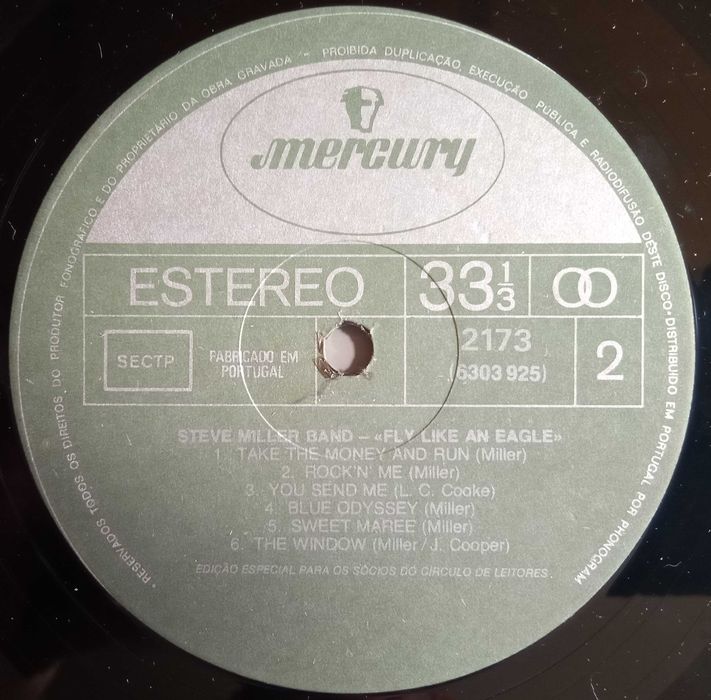 • RESERVADOS TODOS OS DIREITOS DO PRODUTOR FONOGRÁFICO E DO PROPRIETÁRIO DA OBRA GRAVADA - PROIBIDA DUPLICAÇÃO, EXECUÇÃO PÚBLICA E RADIODIFUSÃO DESTE DISCO • DISTRIBUIDO EM PORTUGAL POR PHONOGRAM
mercury
ESTEREO 33 1/3
SECTP FABRICADO EM PORTUGAL 2173 (6303 925) 2
STEVE MILLER BAND – «FLY LIKE AN EAGLE»
1. TAKE THE MONEY AND RUN (Miller)
2. ROCK'N' ME (Miller)
3. YOU SEND ME (L. C. Cooke)
4. BLUE ODYSSEY (Miller)
5. SWEET MAREE (Miller)
6. THE WINDOW (Miller / J. Cooper)
EDIÇÃO ESPECIAL PARA OS SÓCIOS DO CÍRCULO DE LEITORES